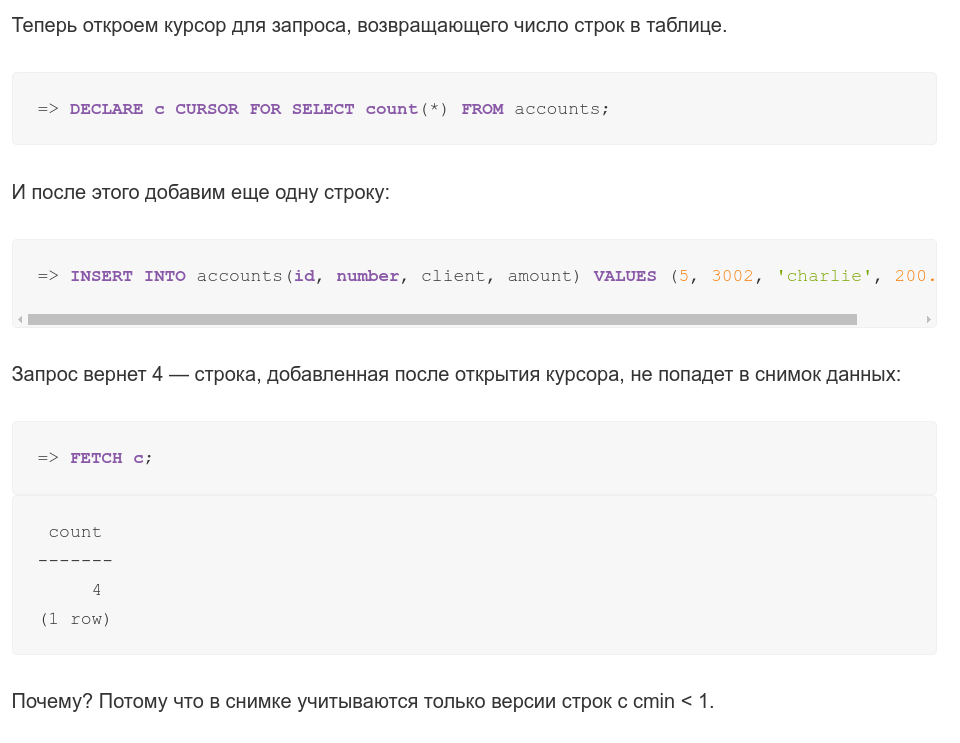 Теперь откроем курсор для запроса, возвращающего число строк в таблице.
=> DECLARE c CURSOR FOR SELECT count(*) FROM accounts;
И после этого добавим еще одну строку:
=> INSERT INTO accounts(id, number, client, amount) VALUES (5, 3002, 'charlie', 200.
Запрос вернет 4 — строка, добавленная после открытия курсора, не попадет в снимок данных:
=> FETCH c;
count
-------
4
(1 row)
Почему? Потому что в снимке учитываются только версии строк с cmin < 1.